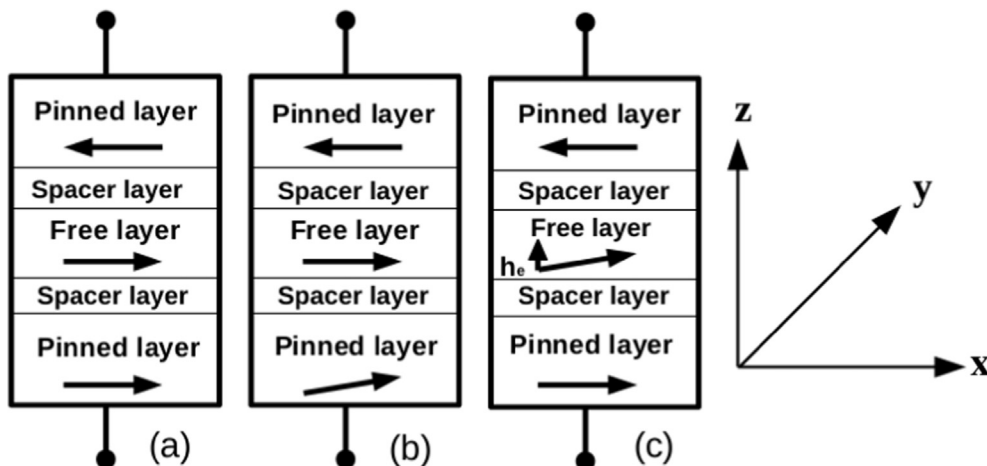 Pinned layer
Spacer layer
Free layer
Spacer layer
Pinned layer
(a)
Pinned layer
Spacer layer
Free layer
Spacer layer
Pinned layer
(b)
Pinned layer
Spacer layer
Free layer
he
Spacer layer
Pinned layer
(c)
z
y
x